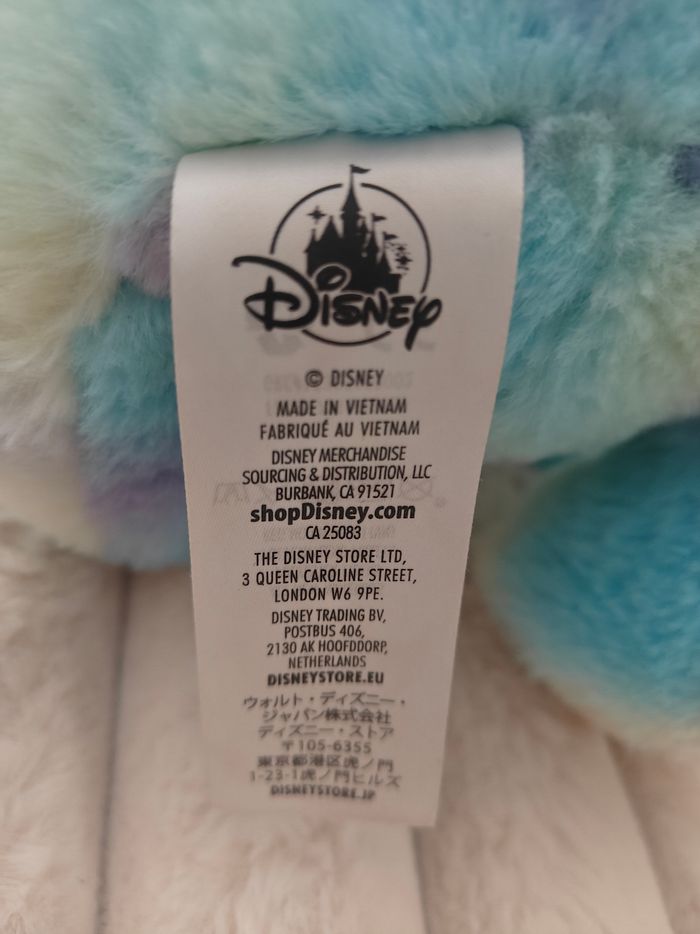 Disney
© DISNEY
MADE IN VIETNAM
FABRIQUÉ AU VIETNAM
DISNEY MERCHANDISE
SOURCING & DISTRIBUTION, LLC
BURBANK, CA 91521
shopDisney.com
CA 25083
THE DISNEY STORE LTD,
3 QUEEN CAROLINE STREET,
LONDON W6 9PE.
DISNEY TRADING BV,
POSTBUS 406,
2130 AK HOOFDDORP,
NETHERLANDS
DISNEYSTORE.EU
ウォルト・ディズニー・
ジャパン株式会社
ディズニー・ストア
〒105-6355
東京都港区虎ノ門
1-23-1虎ノ門ヒルズ
DISNEYSTORE.JP